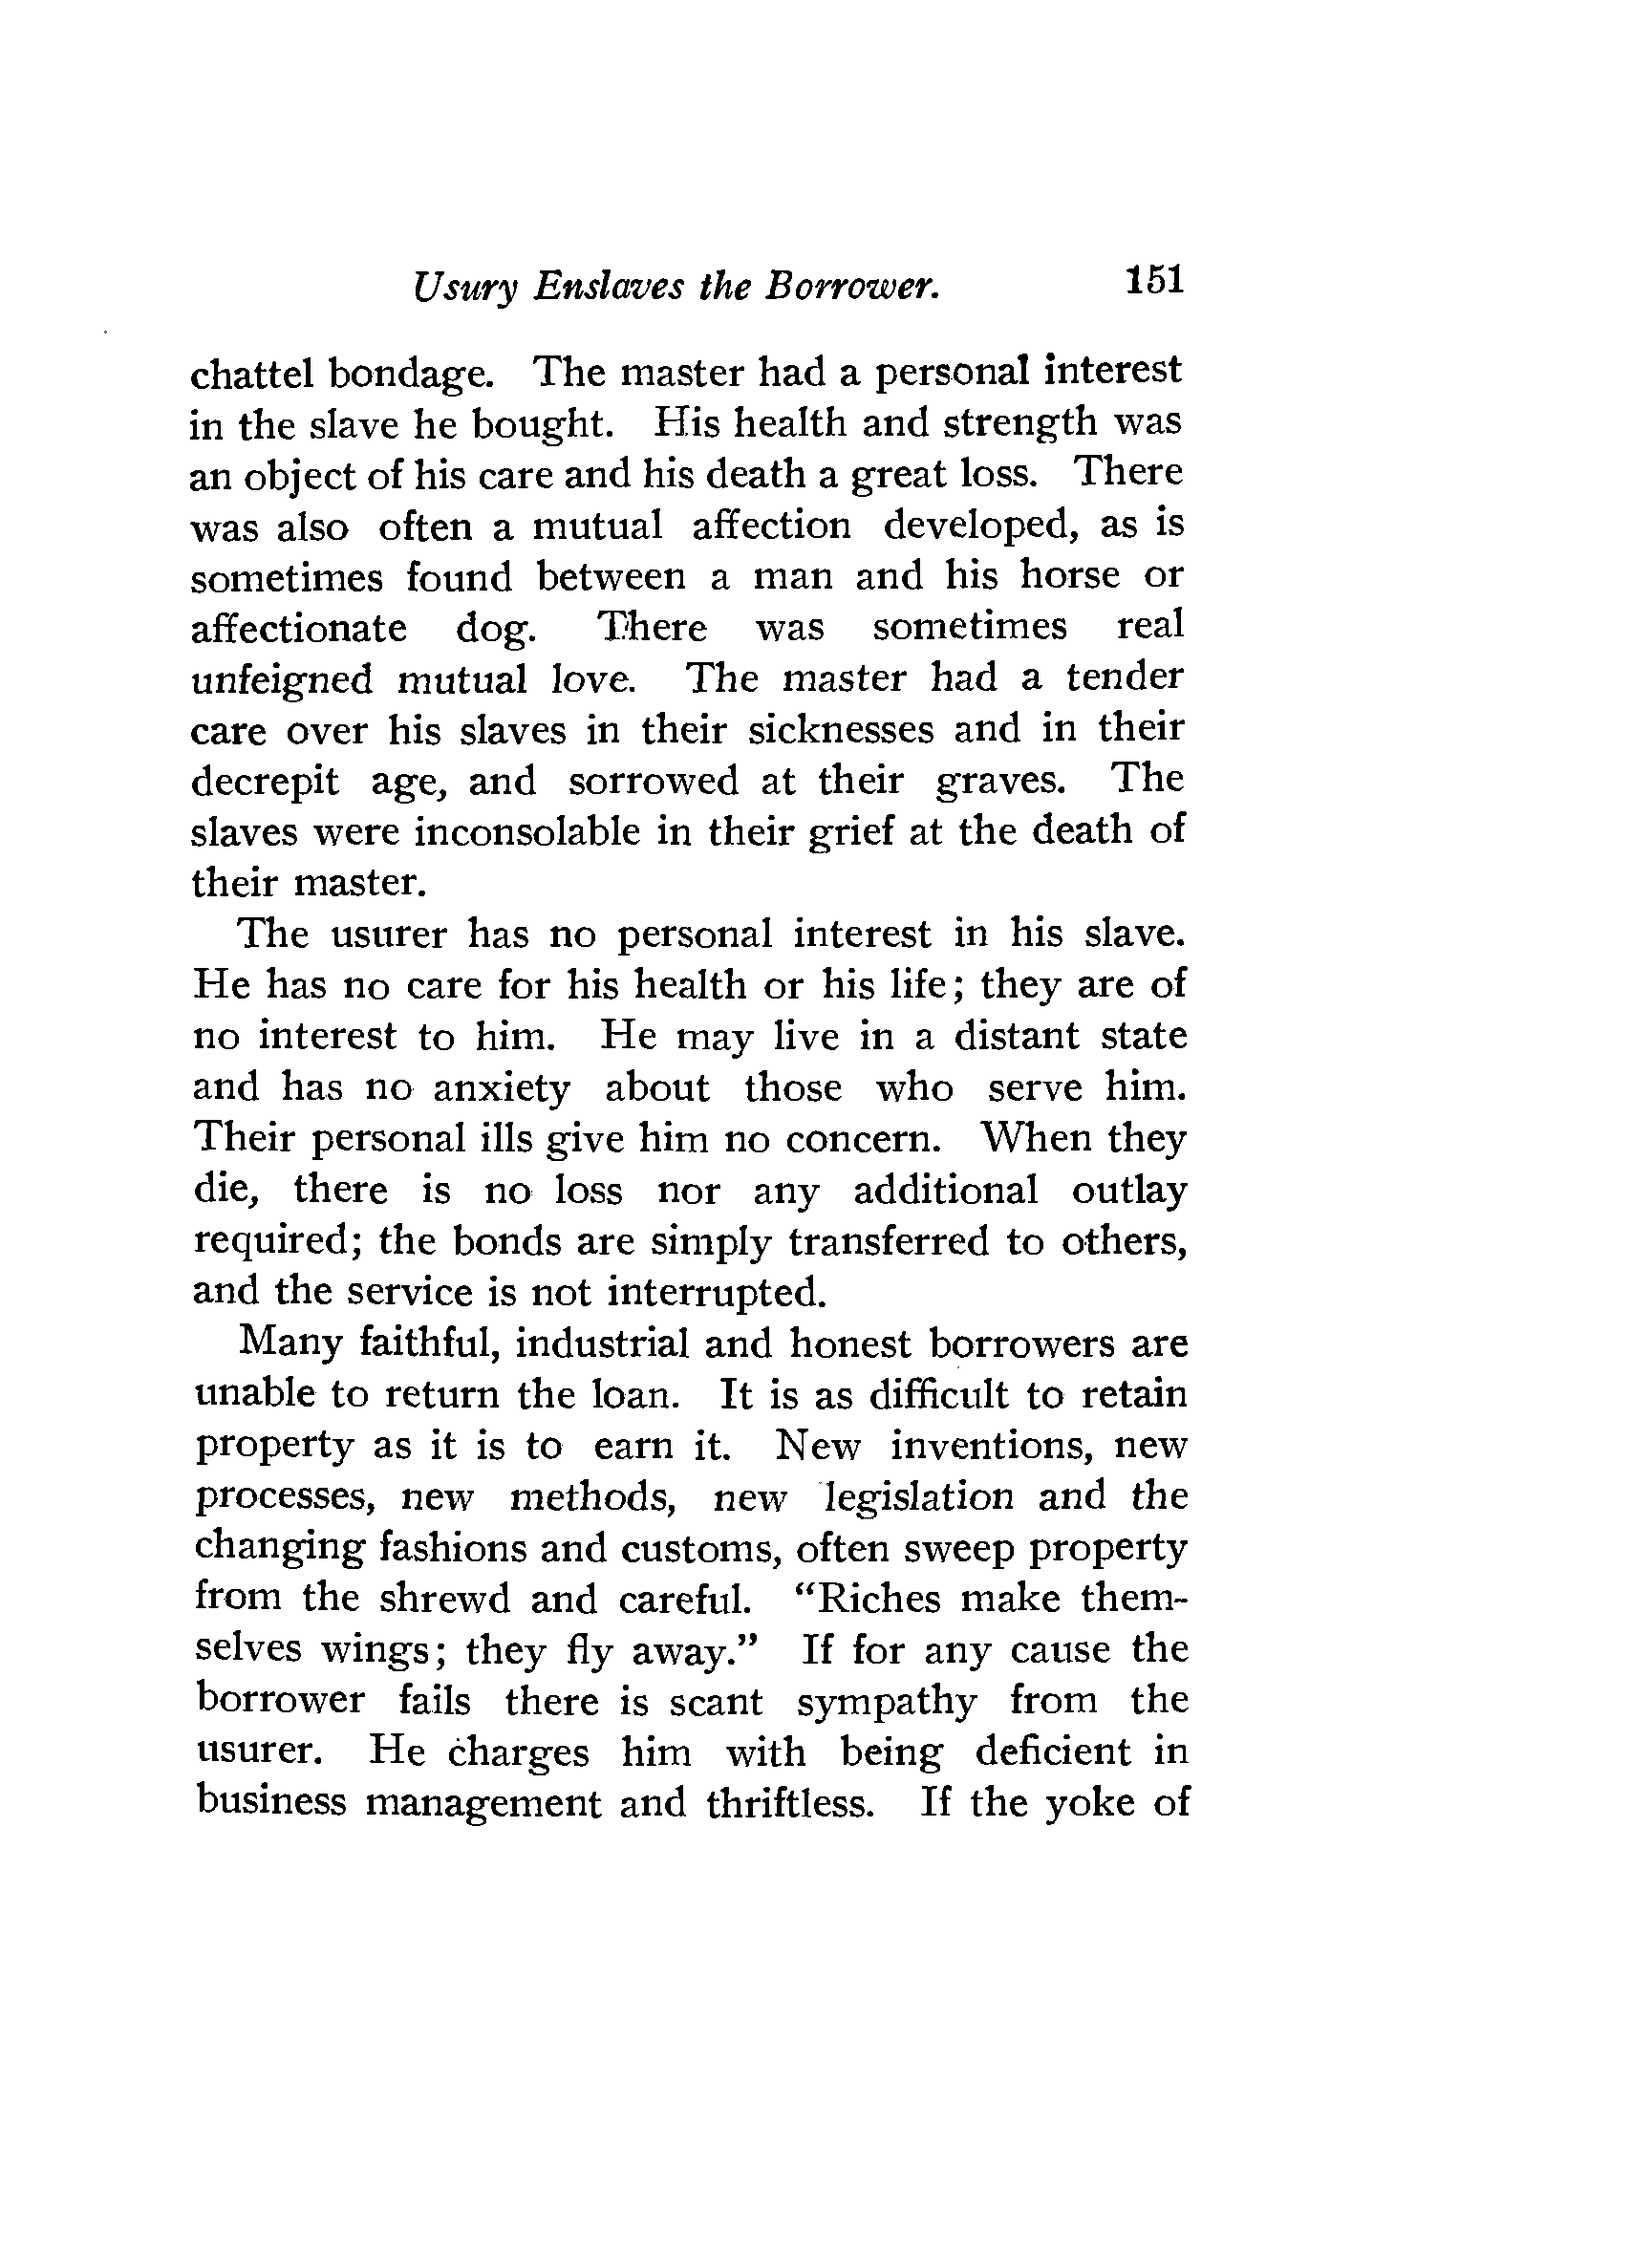 Usury Enslaves the Borrower. 151
chattel bondage. The master had a personal interest
in the slave he bought. His health and strength was
an object of his care and his death a great loss. There
was also often a mutual affection developed, as is
sometimes found between a man and his horse or
affectionate dog. There was sometimes real
unfeigned mutual love. The master had a tender
care over his slaves in their sicknesses and in their
decrepit age, and sorrowed at their graves. The
slaves were inconsolable in their grief at the death of
their master.
The usurer has no personal interest in his slave.
He has no care for his health or his life; they are of
no interest to him. He may live in a distant state
and has no anxiety about those who serve him.
Their personal ills give him no concern. When they
die, there is no loss nor any additional outlay
required; the bonds are simply transferred to others,
and the service is not interrupted.
Many faithful, industrial and honest borrowers are
unable to return the loan. It is as difficult to retain
property as it is to earn it. New inventions, new
processes, new methods, new legislation and the
changing fashions and customs, often sweep property
from the shrewd and careful. “Riches make them-
selves wings; they fly away.” If for any cause the
borrower fails there is scant sympathy from the
usurer. He charges him with being deficient in
business management and thriftless. If the yoke of